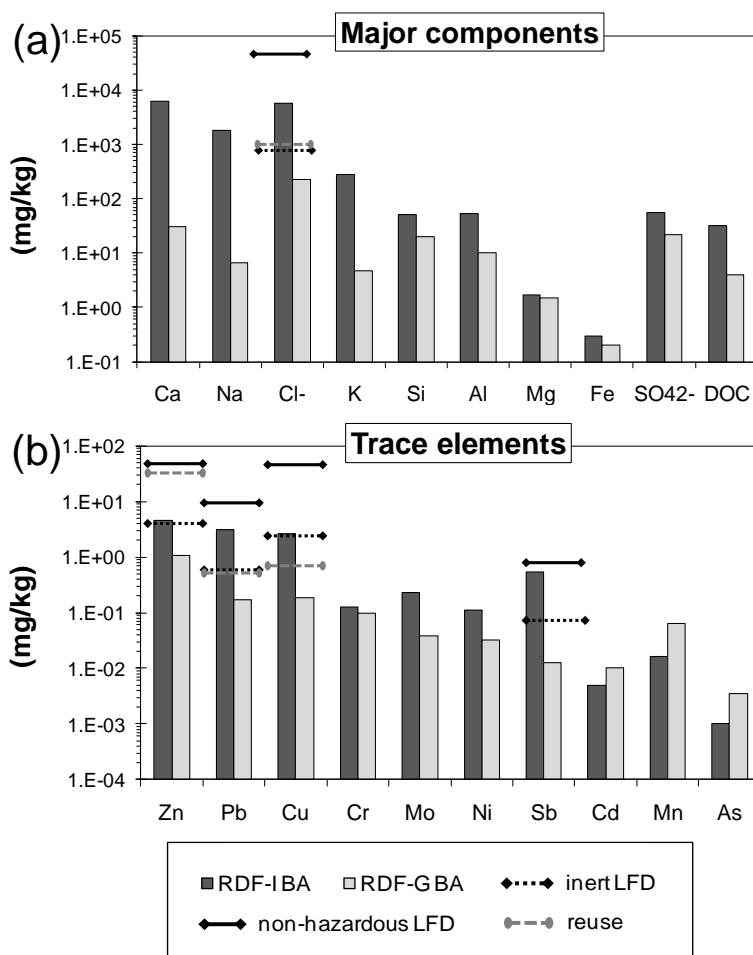 (a)
Major components
1.E+05
1.E+04
1.E+03
1.E+02
1.E+01
1.E+00
1.E-01
(mg/kg)
Ca Na Cl- K Si Al Mg Fe SO42- DOC
(b)
Trace elements
1.E+02
1.E+01
1.E+00
1.E-01
1.E-02
1.E-03
1.E-04
(mg/kg)
Zn Pb Cu Cr Mo Ni Sb Cd Mn As
RDF-I BA RDF-G BA inert LFD
non-hazardous LFD reuse